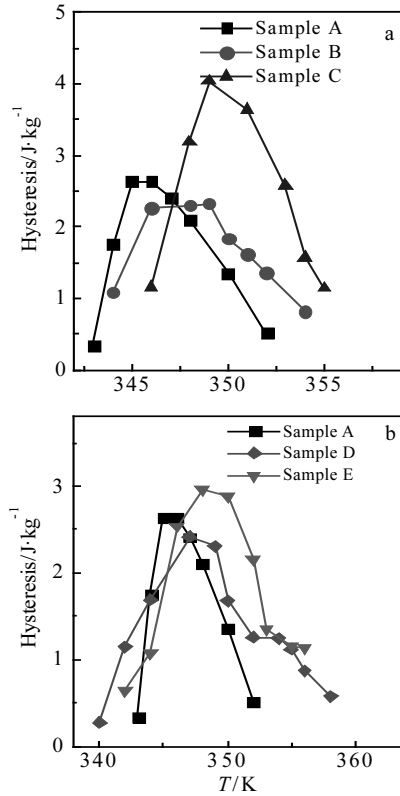 a
Sample A
Sample B
Sample C
Hysteresis/J·kg⁻¹
5
4
3
2
1
0
345 350 355
b
Sample A
Sample D
Sample E
Hysteresis/J·kg⁻¹
3
2
1
0
340 350 360
T/K